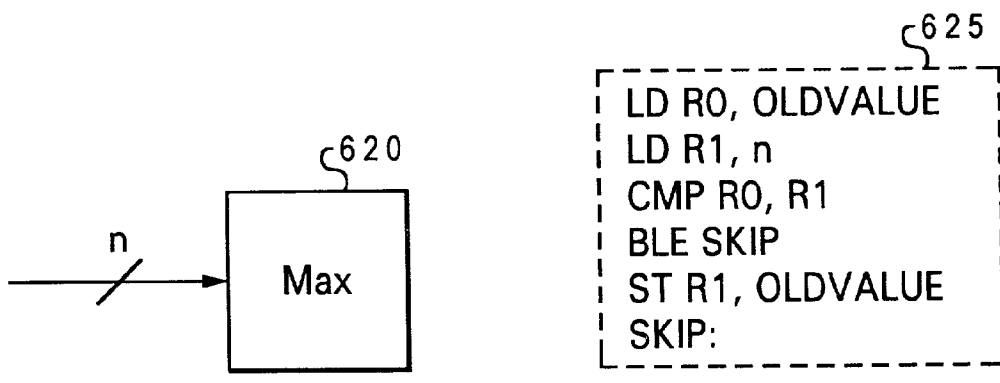 625
LD R0, OLDVALUE
LD R1, n
CMP R0, R1
BLE SKIP
ST R1, OLDVALUE
SKIP:
620
n
Max